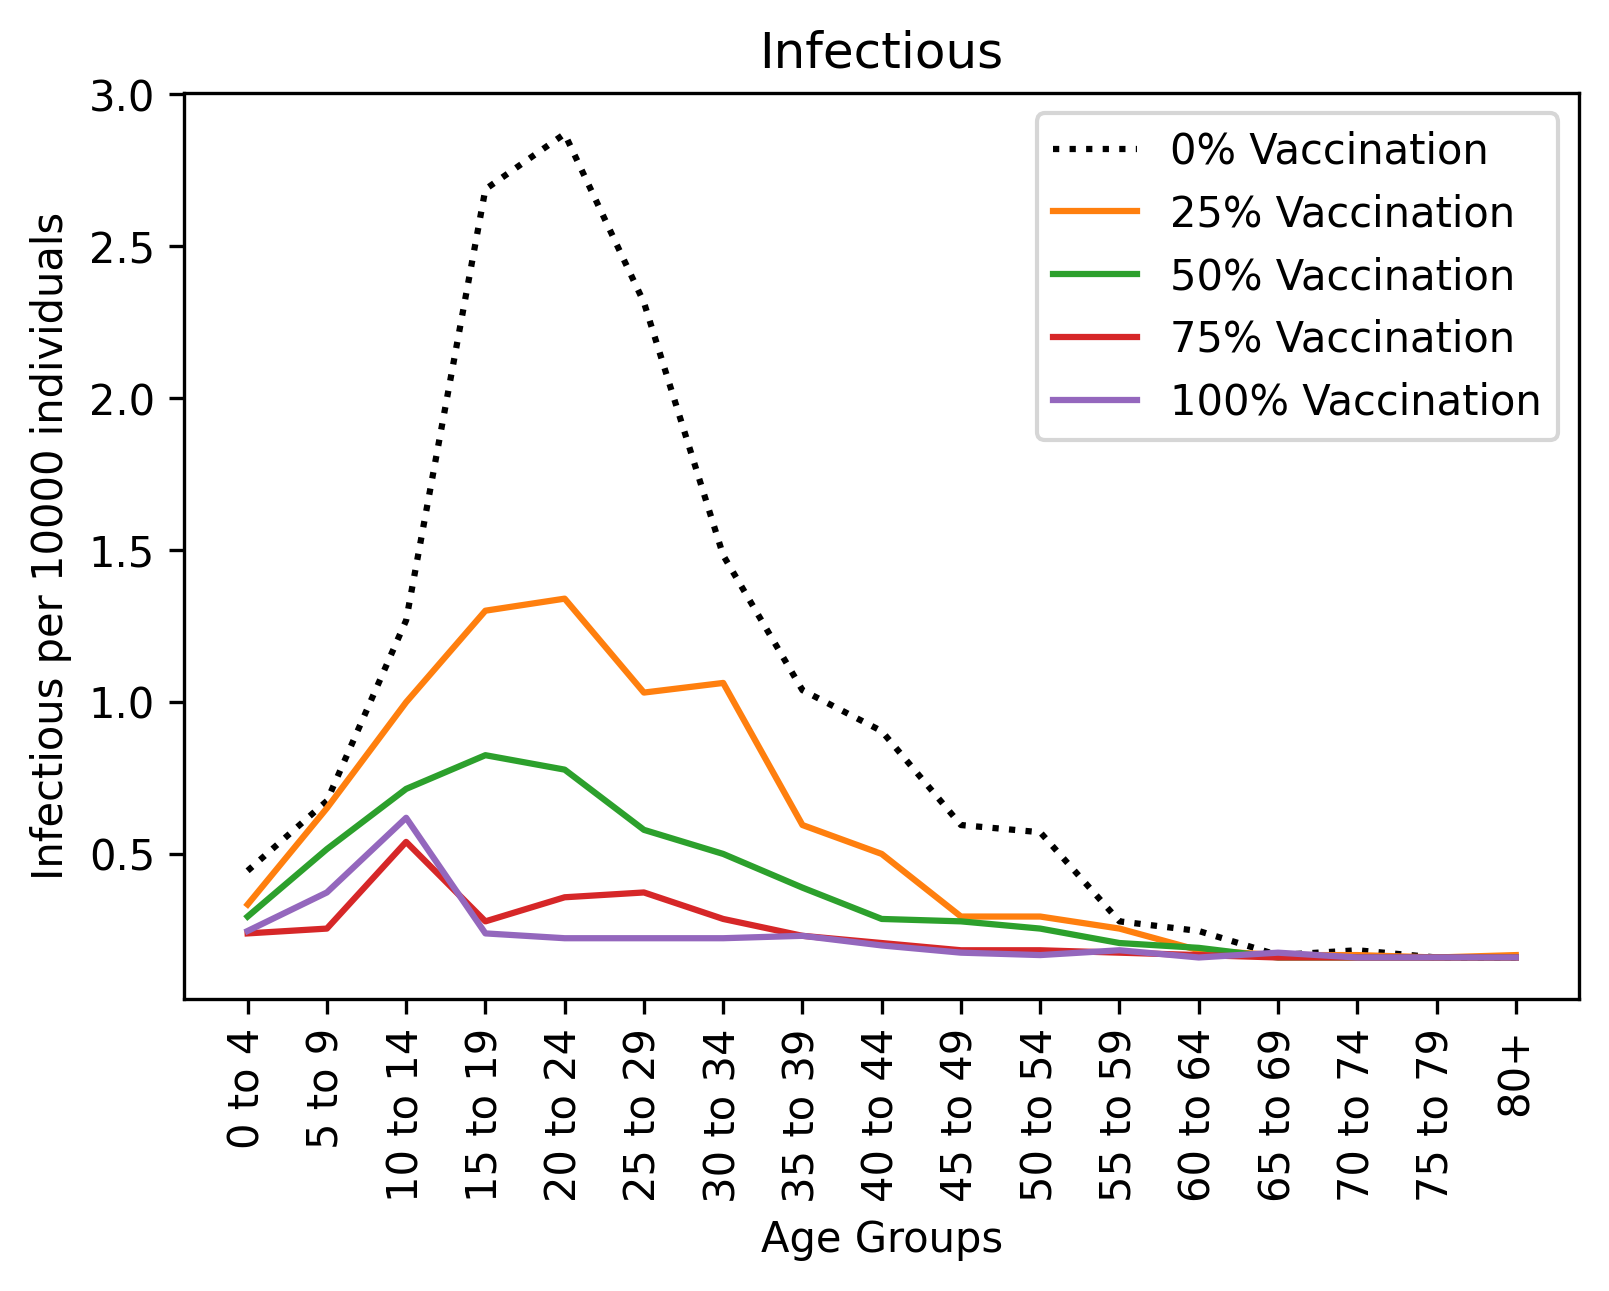 Infectious
3.0
2.5
2.0
1.5
1.0
0.5
Infectious per 10000 individuals
0% Vaccination
25% Vaccination
50% Vaccination
75% Vaccination
100% Vaccination
0 to 4
5 to 9
10 to 14
15 to 19
20 to 24
25 to 29
30 to 34
35 to 39
40 to 44
45 to 49
50 to 54
55 to 59
60 to 64
65 to 69
70 to 74
75 to 79
80+
Age Groups